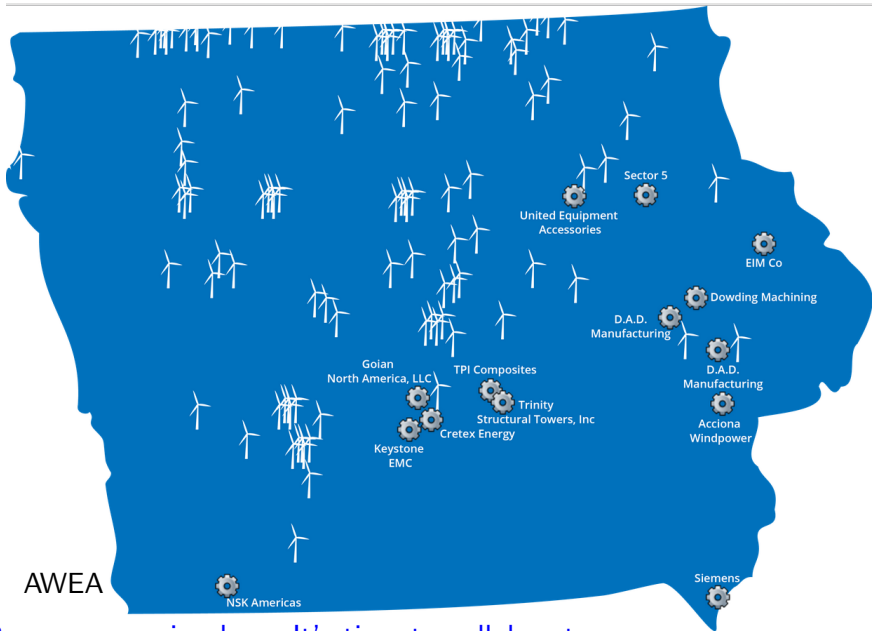 Sector 5
United Equipment
Accessories
EIM Co
Dowding Machining
D.A.D.
Manufacturing
D.A.D.
Manufacturing
Goian
North America, LLC
TPI Composites
Trinity
Structural Towers, Inc
Cretex Energy
Keystone
EMC
Acciona
Windpower
AWEA
NSK Americas
Siemens